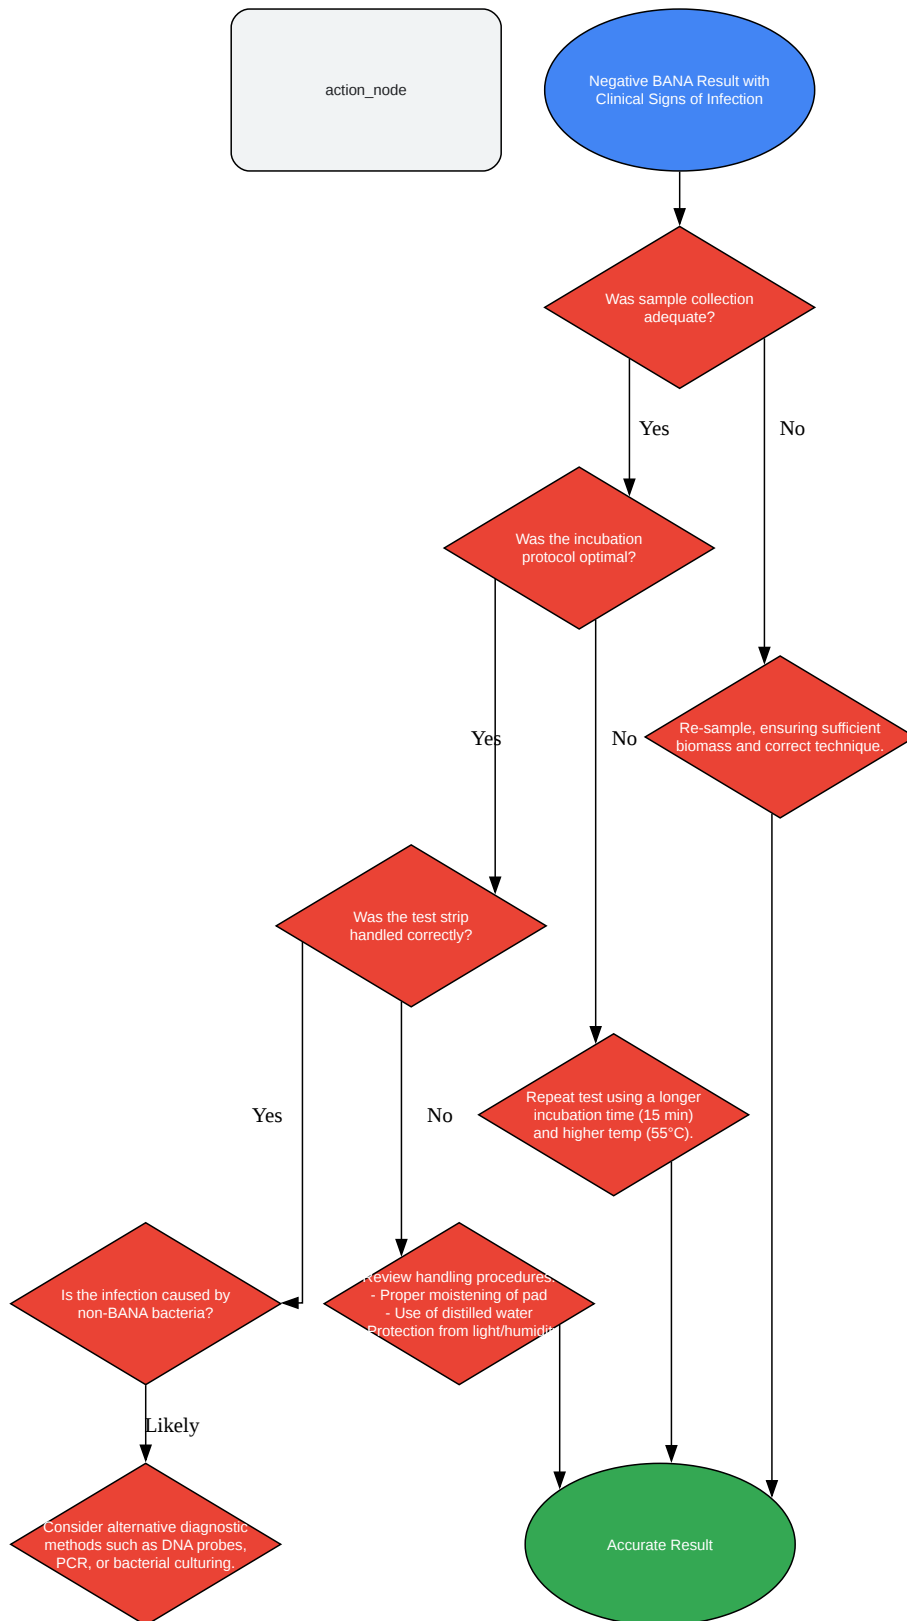 action_node
Negative BANA Result with
Clinical Signs of Infection
Was sample collection
adequate?
Yes
No
Was the incubation
protocol optimal?
Yes
No
Re-sample, ensuring sufficient
biomass and correct technique.
Was the test strip
handled correctly?
Yes
No
Repeat test using a longer
incubation time (15 min)
and higher temp (55°C).
Is the infection caused by
non-BANA bacteria?
Review handling procedures:
- Proper moistening of pad
- Use of distilled water
Protection from light/humidity
Likely
Consider alternative diagnostic
methods such as DNA probes,
PCR, or bacterial culturing.
Accurate Result